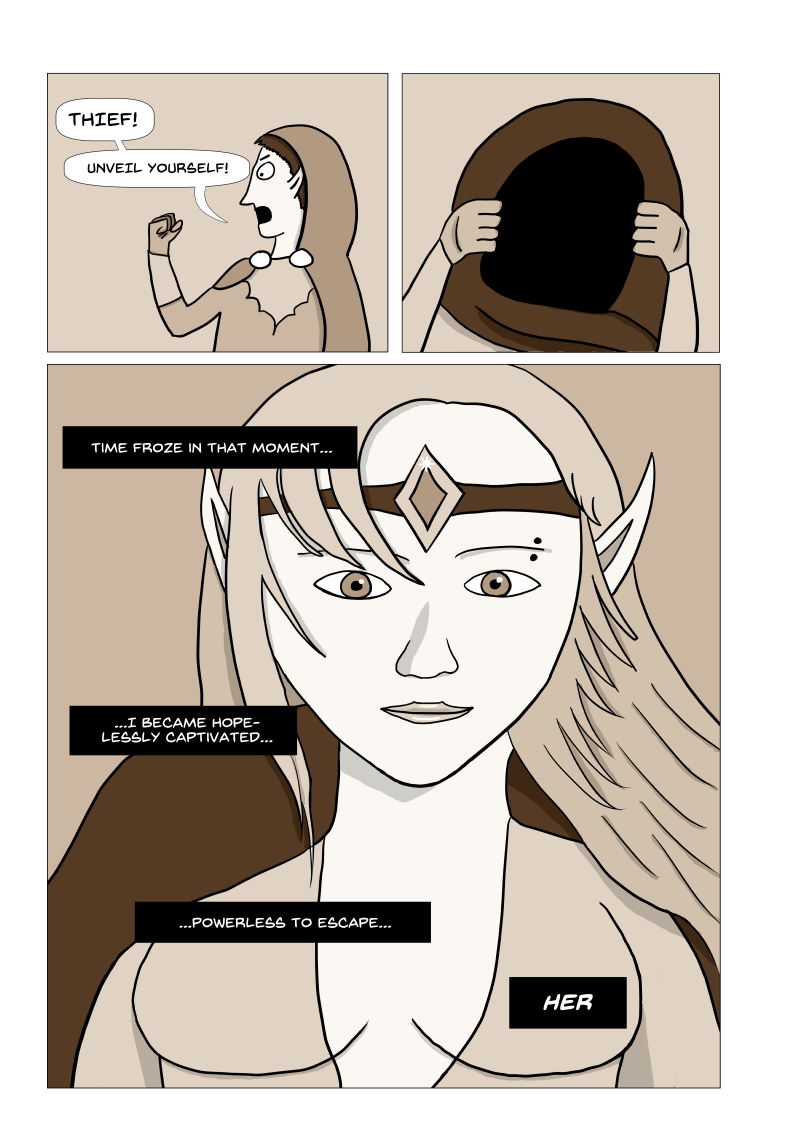 THIEF!
UNVEIL YOURSELF!
TIME FROZE IN THAT MOMENT...
...I BECAME HOPE-
LESSLY CAPTIVATED...
...POWERLESS TO ESCAPE...
HER